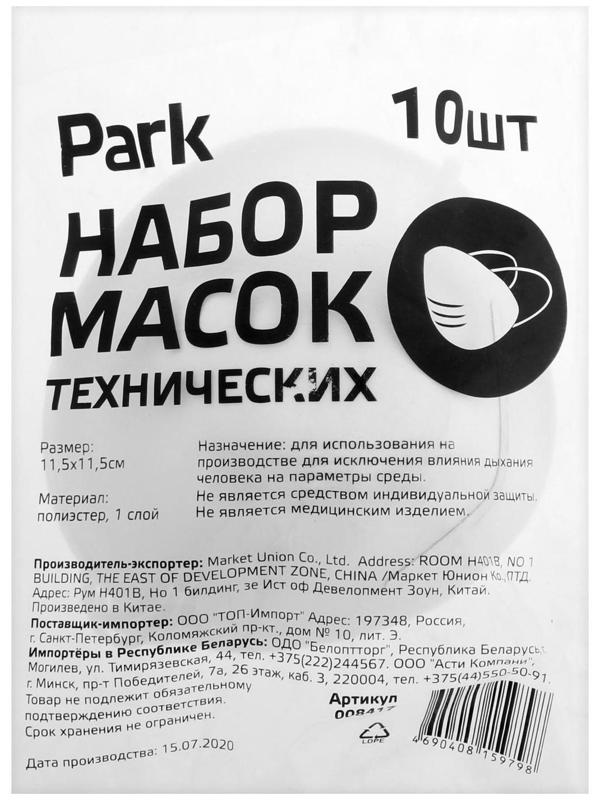 Park
10шт
НАБОР
МАСОК
ТЕХНИЧЕСКИХ
Размер:
11,5х11,5см
Материал:
полиэстер, 1 слой
Назначение: для использования на
производстве для исключения влияния дыхания
человека на параметры среды.
Не является средством индивидуальной защиты.
Не является медицинским изделием.
Производитель-экспортер: Market Union Co., Ltd. Address: ROOM H401B, NO 1
BUILDING, THE EAST OF DEVELOPMENT ZONE, CHINA /Маркет Юнион Ко.,ЛТД.
Адрес: Рум H401B, Но 1 билдинг, зе Ист оф Девелопмент Зоун, Китай.
Произведено в Китае.
Поставщик-импортер: ООО "ТОП-Импорт" Адрес: 197348, Россия,
г. Санкт-Петербург, Коломяжский пр-кт., дом № 10, лит. Э.
Импортёры в Республике Беларусь: ОДО "Белоптторг", Республика Беларусь,
Могилев, ул. Тимирязевская, 44, тел. +375(222)244567. ООО "Асти Компани",
г. Минск, пр-т Победителей, 7а, 26 этаж, каб. 3, 220004, тел. +375(44)550-50-91.
Товар не подлежит обязательному
подтверждению соответствия.
Срок хранения не ограничен.
Дата производства: 15.07.2020
Артикул
008417
LDPE
4690408159798